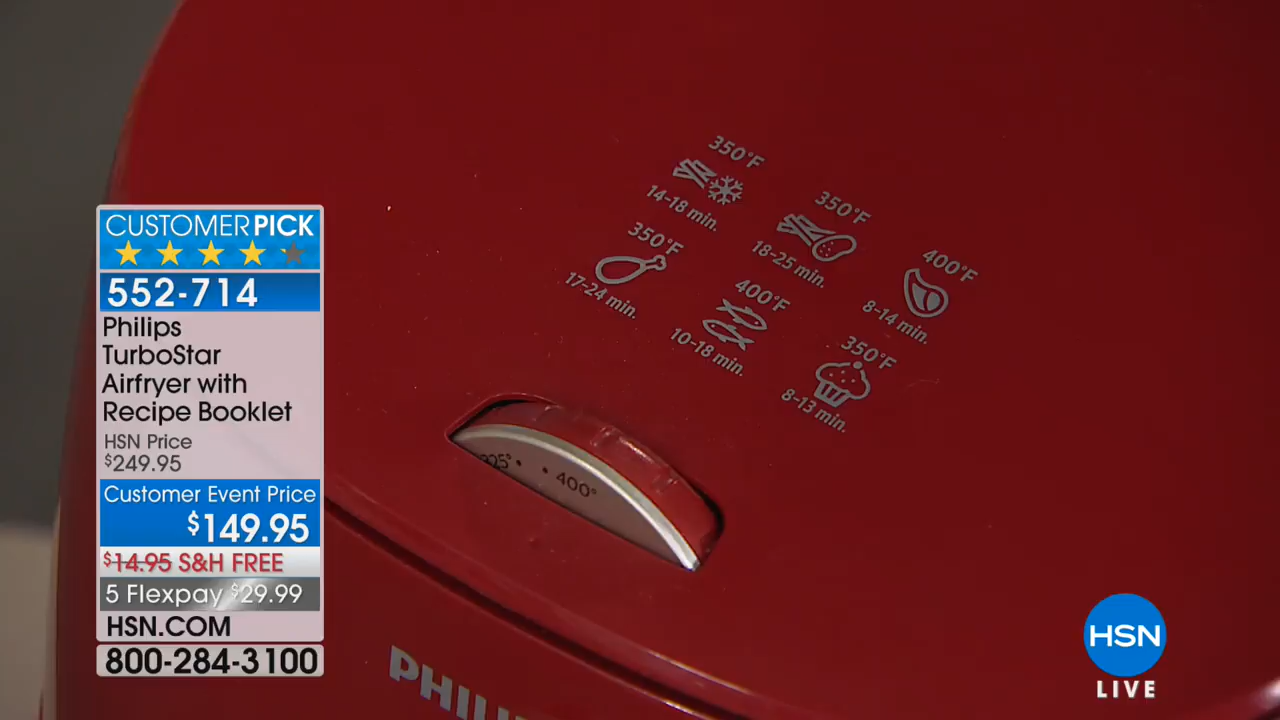 CUSTOMER PICK
552-714
Philips
TurboStar
Airfryer with
Recipe Booklet
HSN Price
$249.95
Customer Event Price
$149.95
$14.95 S&H FREE
5 Flexpay $29.99
HSN.COM
800-284-3100
350°F
14-18 min.
350°F
18-25 min.
400°F
8-14 min.
350°F
17-24 min.
400°F
10-18 min.
350°F
8-13 min.
400°
HSN
LIVE